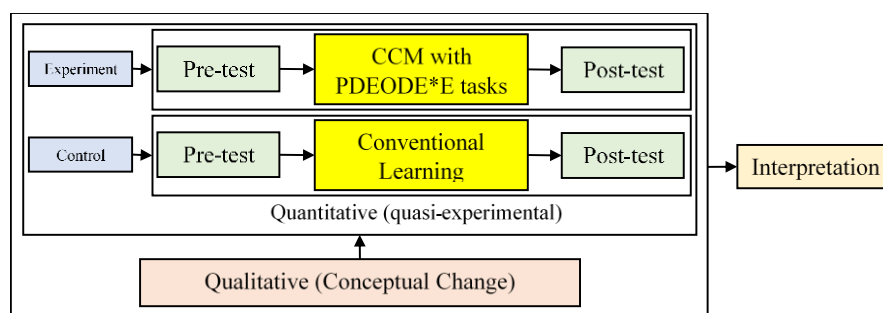 Experiment
Pre-test
CCM with
PDEODE*E tasks
Post-test
Control
Pre-test
Conventional
Learning
Post-test
Quantitative (quasi-experimental)
Interpretation
Qualitative (Conceptual Change)